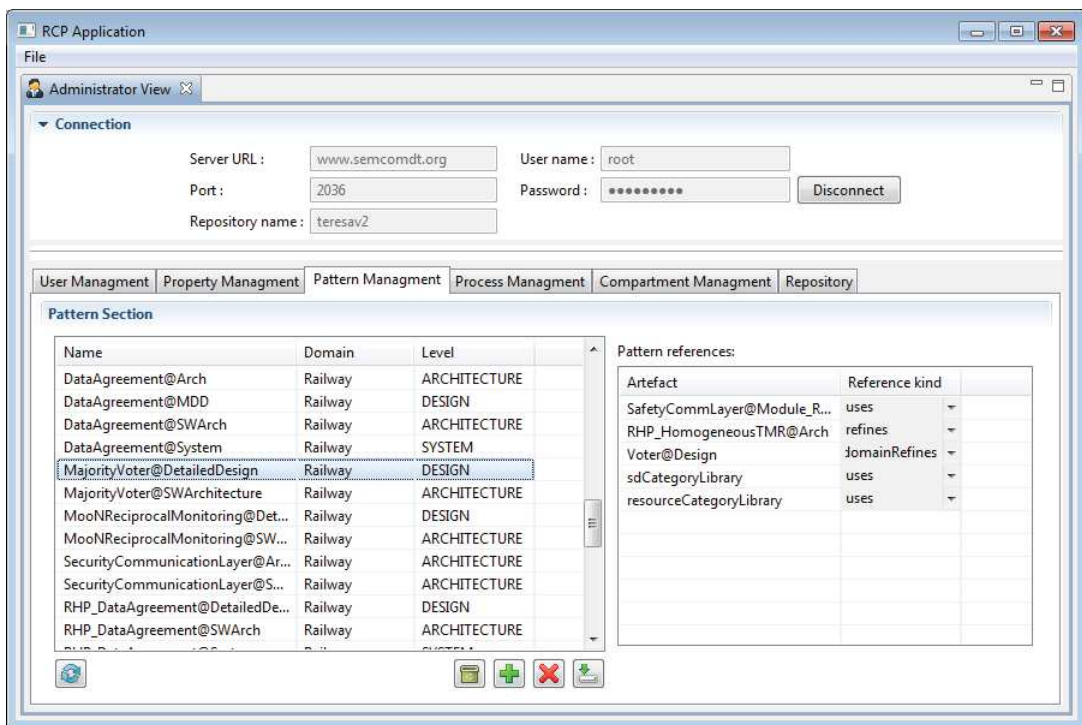 RCP Application
File
Administrator View
Connection
Server URL : www.semcomdt.org User name : root
Port : 2036 Password : ●●●●●●●●● Disconnect
Repository name : teresav2
User Managment Property Managment Pattern Managment Process Managment Compartment Managment Repository
Pattern Section
Name Domain Level Pattern references:
Artefact Reference kind
DataAgreement@Arch Railway ARCHITECTURE
DataAgreement@MDD Railway DESIGN
DataAgreement@SWArch Railway ARCHITECTURE
DataAgreement@System Railway SYSTEM
MajorityVoter@DetailedDesign Railway DESIGN
MajorityVoter@SWArchitecture Railway ARCHITECTURE
MooNReciprocalMonitoring@Det... Railway DESIGN
MooNReciprocalMonitoring@SW... Railway ARCHITECTURE
SecurityCommunicationLayer@Ar... Railway ARCHITECTURE
SecurityCommunicationLayer@S... Railway ARCHITECTURE
RHP_DataAgreement@DetailedDe... Railway DESIGN
RHP_DataAgreement@SWArch Railway ARCHITECTURE
SafetyCommLayer@Module_R... uses
RHP_HomogeneousTMR@Arch refines
Voter@Design domainRefines
sdCategoryLibrary uses
resourceCategoryLibrary uses